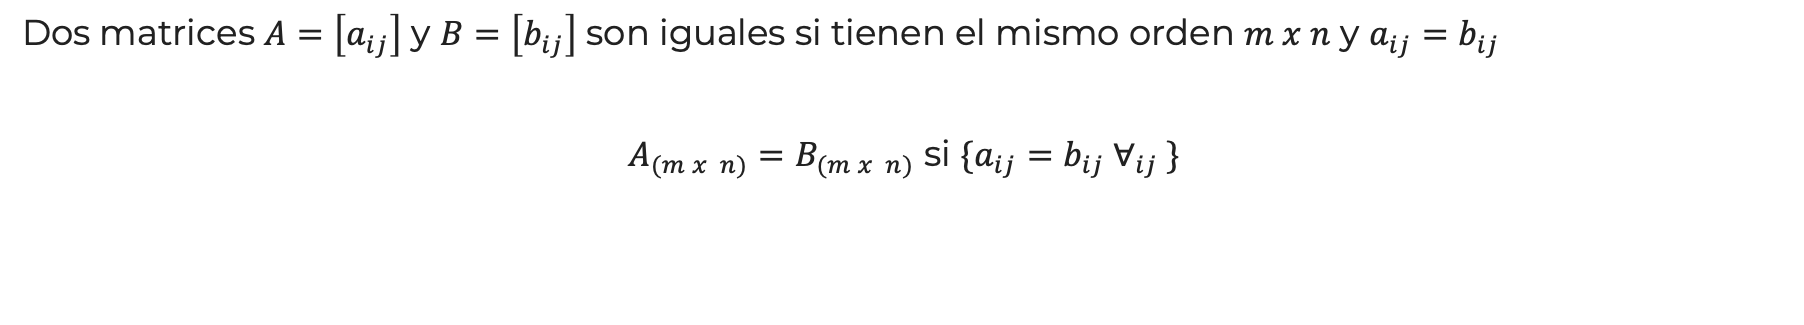 Dos matrices A = [a_{ij}] y B = [b_{ij}] son iguales si tienen el mismo orden m x n y a_{ij} = b_{ij}
A_{(m x n)} = B_{(m x n)} si {a_{ij} = b_{ij} ∀_{ij} }